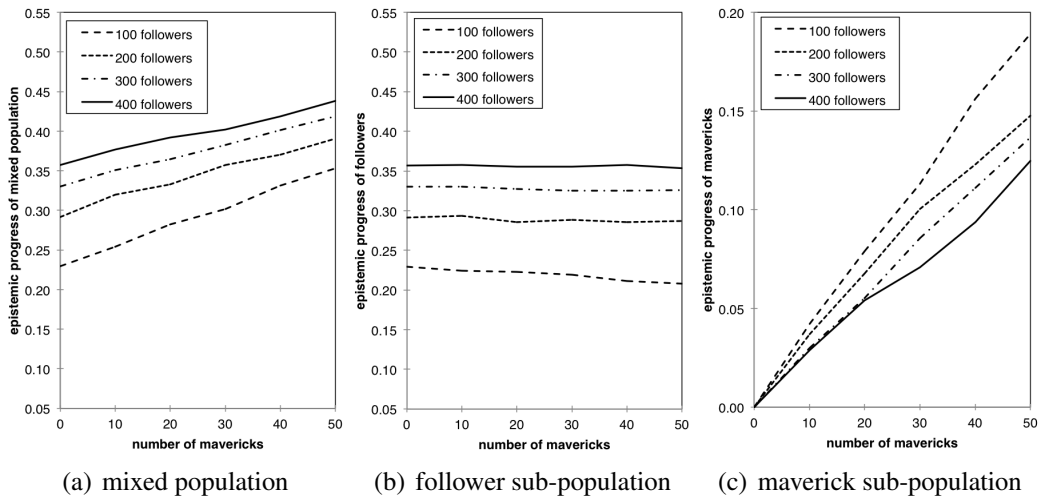 epistemic progress of mixed population
0.55
0.50
0.45
0.40
0.35
0.30
0.25
0.20
0.15
0.10
0.05
100 followers
200 followers
300 followers
400 followers
0 10 20 30 40 50
number of mavericks
(a) mixed population
epistemic progress of followers
0.55
0.50
0.45
0.40
0.35
0.30
0.25
0.20
0.15
0.10
0.05
100 followers
200 followers
300 followers
400 followers
0 10 20 30 40 50
number of mavericks
(b) follower sub-population
epistemic progress of mavericks
0.20
0.15
0.10
0.05
0.00
100 followers
200 followers
300 followers
400 followers
0 10 20 30 40 50
number of mavericks
(c) maverick sub-population